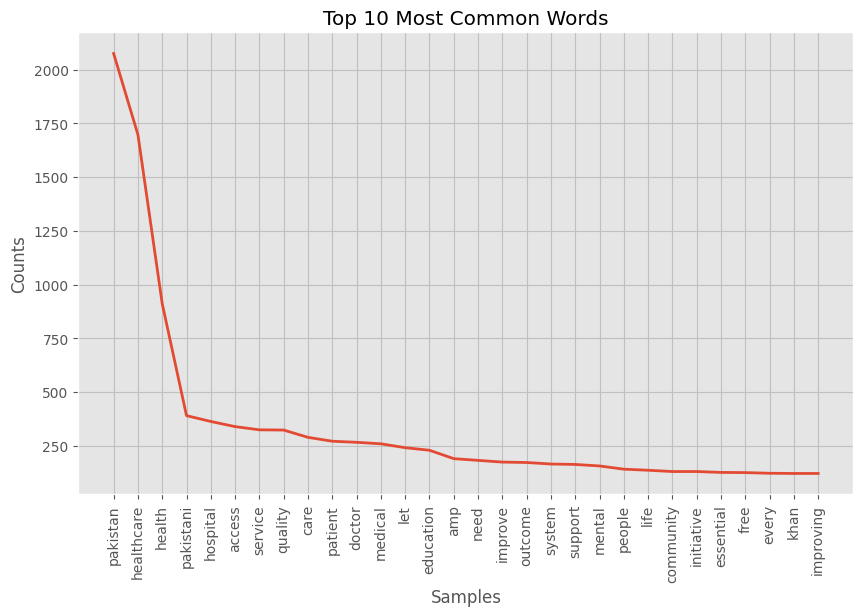 Top 10 Most Common Words
Counts
2000
1750
1500
1250
1000
750
500
250
pakistan
healthcare
health
pakistani
hospital
access
service
quality
care
patient
doctor
medical
let
education
amp
need
improve
outcome
system
support
mental
people
life
community
initiative
essential
free
every
khan
improving
Samples